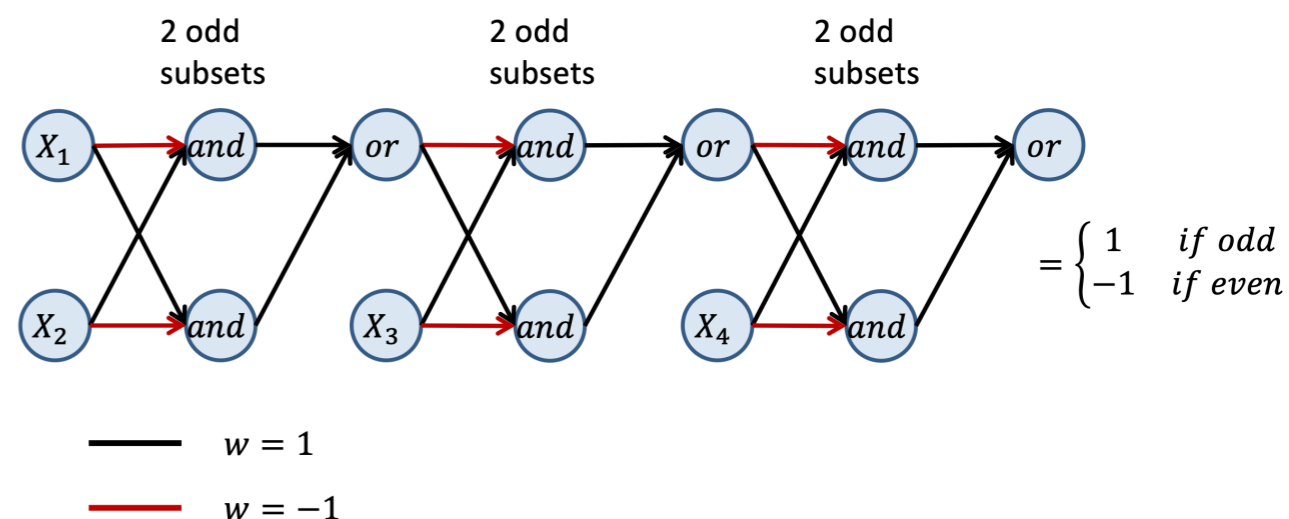 2 odd
subsets
2 odd
subsets
2 odd
subsets
X₁ and or and or and or
X₂ and X₃ and X₄ and
= { 1 if odd
−1 if even
w = 1
w = −1